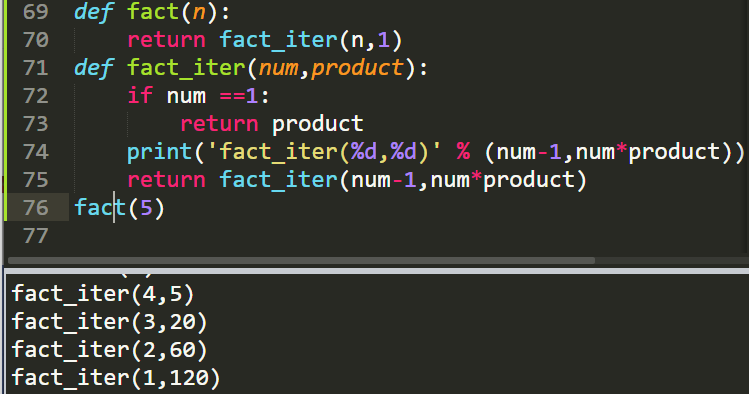 69 def fact(n):
70     return fact_iter(n,1)
71 def fact_iter(num,product):
72     if num ==1:
73         return product
74     print('fact_iter(%d,%d)' % (num-1,num*product))
75     return fact_iter(num-1,num*product)
76 fact(5)
77
fact_iter(4,5)
fact_iter(3,20)
fact_iter(2,60)
fact_iter(1,120)